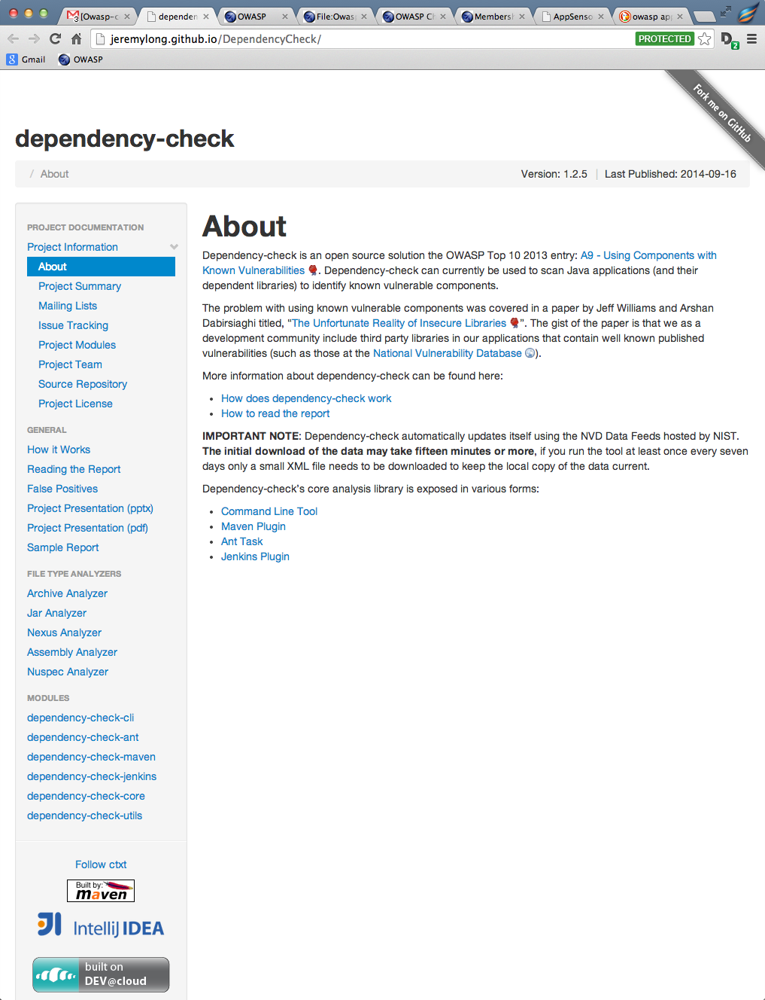 [Owasp-c
dependen
OWASP
File:Owas
OWASP Ch
Membersh
AppSenso
owasp app
jeremylong.github.io/DependencyCheck/
PROTECTED
D
2
Gmail
OWASP
Fork me on GitHub
dependency-check
/ About
Version: 1.2.5 | Last Published: 2014-09-16
PROJECT DOCUMENTATION
Project Information
About
Project Summary
Mailing Lists
Issue Tracking
Project Modules
Project Team
Source Repository
Project License
GENERAL
How it Works
Reading the Report
False Positives
Project Presentation (pptx)
Project Presentation (pdf)
Sample Report
FILE TYPE ANALYZERS
Archive Analyzer
Jar Analyzer
Nexus Analyzer
Assembly Analyzer
Nuspec Analyzer
MODULES
dependency-check-cli
dependency-check-ant
dependency-check-maven
dependency-check-jenkins
dependency-check-core
dependency-check-utils
Follow ctxt
Built by:
maven
IntelliJ IDEA
built on
DEV@cloud
About
Dependency-check is an open source solution the OWASP Top 10 2013 entry: A9 - Using Components with
Known Vulnerabilities . Dependency-check can currently be used to scan Java applications (and their
dependent libraries) to identify known vulnerable components.
The problem with using known vulnerable components was covered in a paper by Jeff Williams and Arshan
Dabirsiaghi titled, “The Unfortunate Reality of Insecure Libraries ”. The gist of the paper is that we as a
development community include third party libraries in our applications that contain well known published
vulnerabilities (such as those at the National Vulnerability Database ).
More information about dependency-check can be found here:
• How does dependency-check work
• How to read the report
IMPORTANT NOTE: Dependency-check automatically updates itself using the NVD Data Feeds hosted by NIST.
The initial download of the data may take fifteen minutes or more, if you run the tool at least once every seven
days only a small XML file needs to be downloaded to keep the local copy of the data current.
Dependency-check’s core analysis library is exposed in various forms:
• Command Line Tool
• Maven Plugin
• Ant Task
• Jenkins Plugin